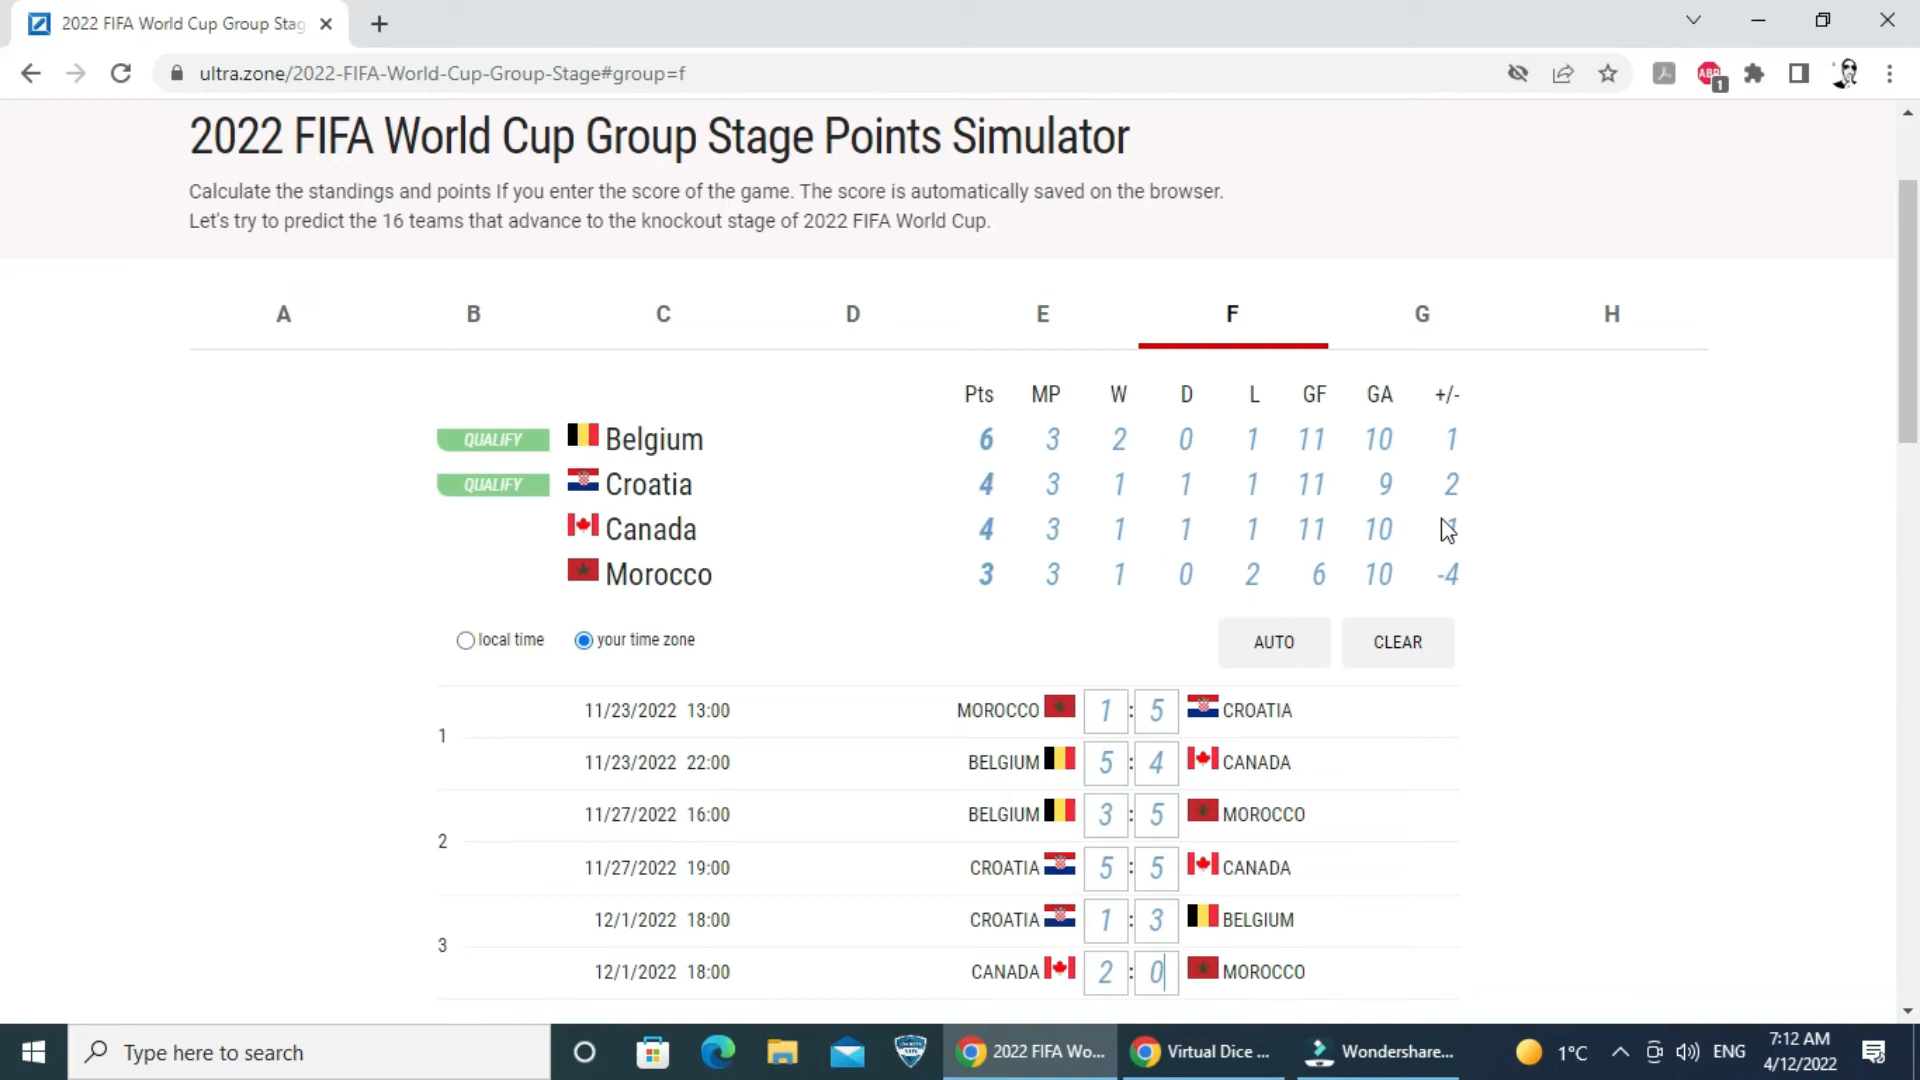 2022 FIFA World Cup Group Stag
ultra.zone/2022-FIFA-World-Cup-Group-Stage#group=f
ABP 1
2022 FIFA World Cup Group Stage Points Simulator
Calculate the standings and points If you enter the score of the game. The score is automatically saved on the browser.
Let's try to predict the 16 teams that advance to the knockout stage of 2022 FIFA World Cup.
A B C D E F G H
Pts MP W D L GF GA +/-
QUALIFY Belgium 6 3 2 0 1 11 10 1
QUALIFY Croatia 4 3 1 1 1 11 9 2
Canada 4 3 1 1 1 11 10
Morocco 3 3 1 0 2 6 10 -4
local time your time zone AUTO CLEAR
1
11/23/2022 13:00 MOROCCO 1 : 5 CROATIA
11/23/2022 22:00 BELGIUM 5 : 4 CANADA
2
11/27/2022 16:00 BELGIUM 3 : 5 MOROCCO
11/27/2022 19:00 CROATIA 5 : 5 CANADA
3
12/1/2022 18:00 CROATIA 1 : 3 BELGIUM
12/1/2022 18:00 CANADA 2 : 0 MOROCCO
Type here to search 2022 FIFA Wo... Virtual Dice ... Wondershare... 1°C ENG 7:12 AM
4/12/2022